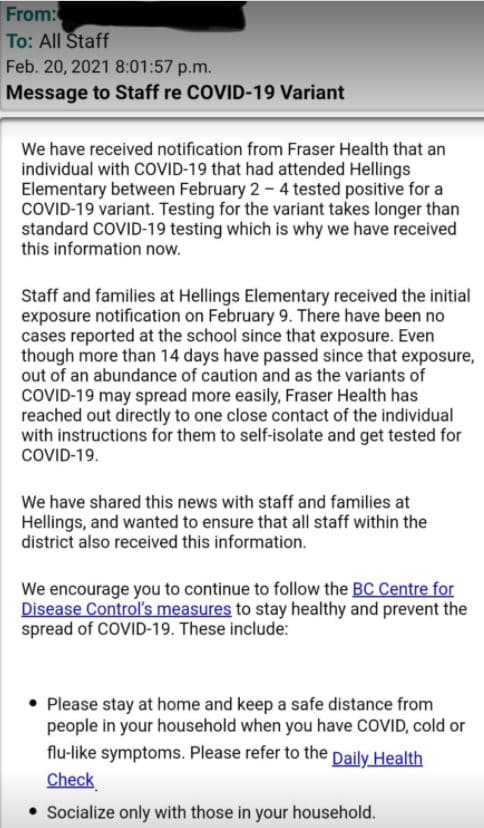 From:
To: All Staff
Feb. 20, 2021 8:01:57 p.m.
Message to Staff re COVID-19 Variant
We have received notification from Fraser Health that an
individual with COVID-19 that had attended Hellings
Elementary between February 2 – 4 tested positive for a
COVID-19 variant. Testing for the variant takes longer than
standard COVID-19 testing which is why we have received
this information now.
Staff and families at Hellings Elementary received the initial
exposure notification on February 9. There have been no
cases reported at the school since that exposure. Even
though more than 14 days have passed since that exposure,
out of an abundance of caution and as the variants of
COVID-19 may spread more easily, Fraser Health has
reached out directly to one close contact of the individual
with instructions for them to self-isolate and get tested for
COVID-19.
We have shared this news with staff and families at
Hellings, and wanted to ensure that all staff within the
district also received this information.
We encourage you to continue to follow the BC Centre for
Disease Control's measures to stay healthy and prevent the
spread of COVID-19. These include:
• Please stay at home and keep a safe distance from
people in your household when you have COVID, cold or
flu-like symptoms. Please refer to the Daily Health
Check.
• Socialize only with those in your household.